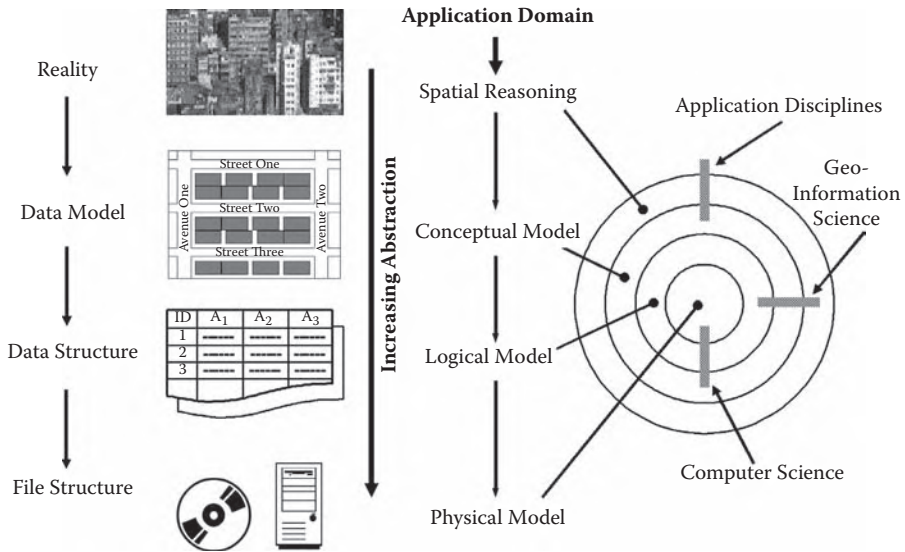 Application Domain
Reality
Spatial Reasoning
Application Disciplines
Geo-
Information
Science
Street One
Avenue One
Street Two
Avenue Two
Street Three
Data Model
Conceptual Model
Increasing Abstraction
ID A1 A2 A3
1 ------ ------ ------
2 ------ ------ ------
3 ------ ------ ------
Data Structure
Logical Model
Computer Science
File Structure
Physical Model